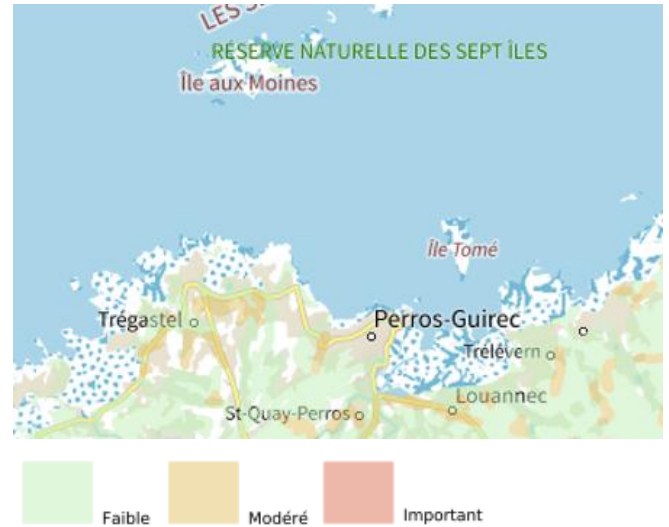 LES S
RÉSERVE NATURELLE DES SEPT ÎLES
Île aux Moines
Île Tomé
Trégastel
Perros-Guirec
Trélévern
Louannec
St-Quay-Perros
Faible
Modéré
Important